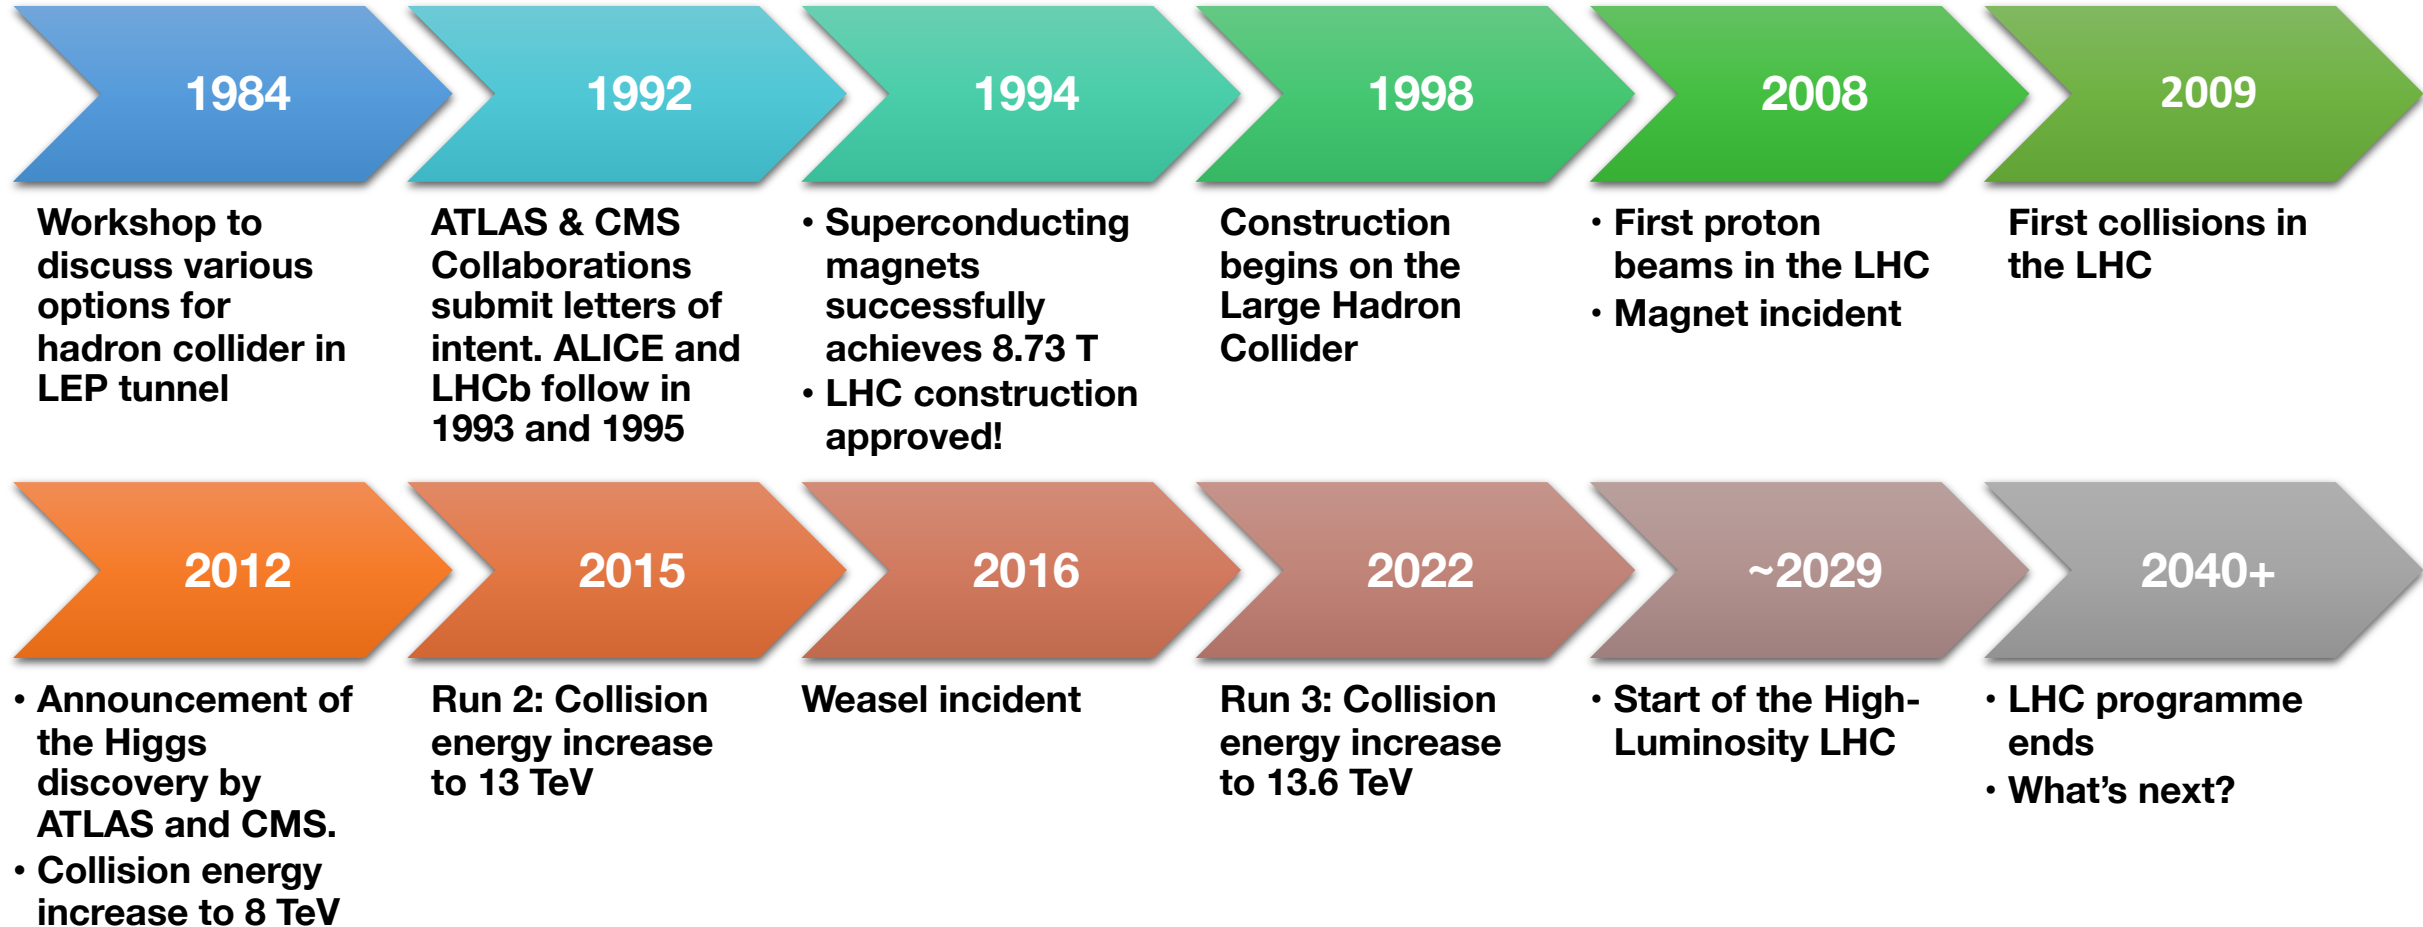 1984
1992
1994
1998
2008
2009
Workshop to
discuss various
options for
hadron collider in
LEP tunnel
ATLAS & CMS
Collaborations
submit letters of
intent. ALICE and
LHCb follow in
1993 and 1995
• Superconducting
magnets
successfully
achieves 8.73 T
• LHC construction
approved!
Construction
begins on the
Large Hadron
Collider
• First proton
beams in the LHC
• Magnet incident
First collisions in
the LHC
2012
2015
2016
2022
~2029
2040+
• Announcement of
the Higgs
discovery by
ATLAS and CMS.
• Collision energy
increase to 8 TeV
Run 2: Collision
energy increase
to 13 TeV
Weasel incident
Run 3: Collision
energy increase
to 13.6 TeV
• Start of the High-
Luminosity LHC
• LHC programme
ends
• What’s next?